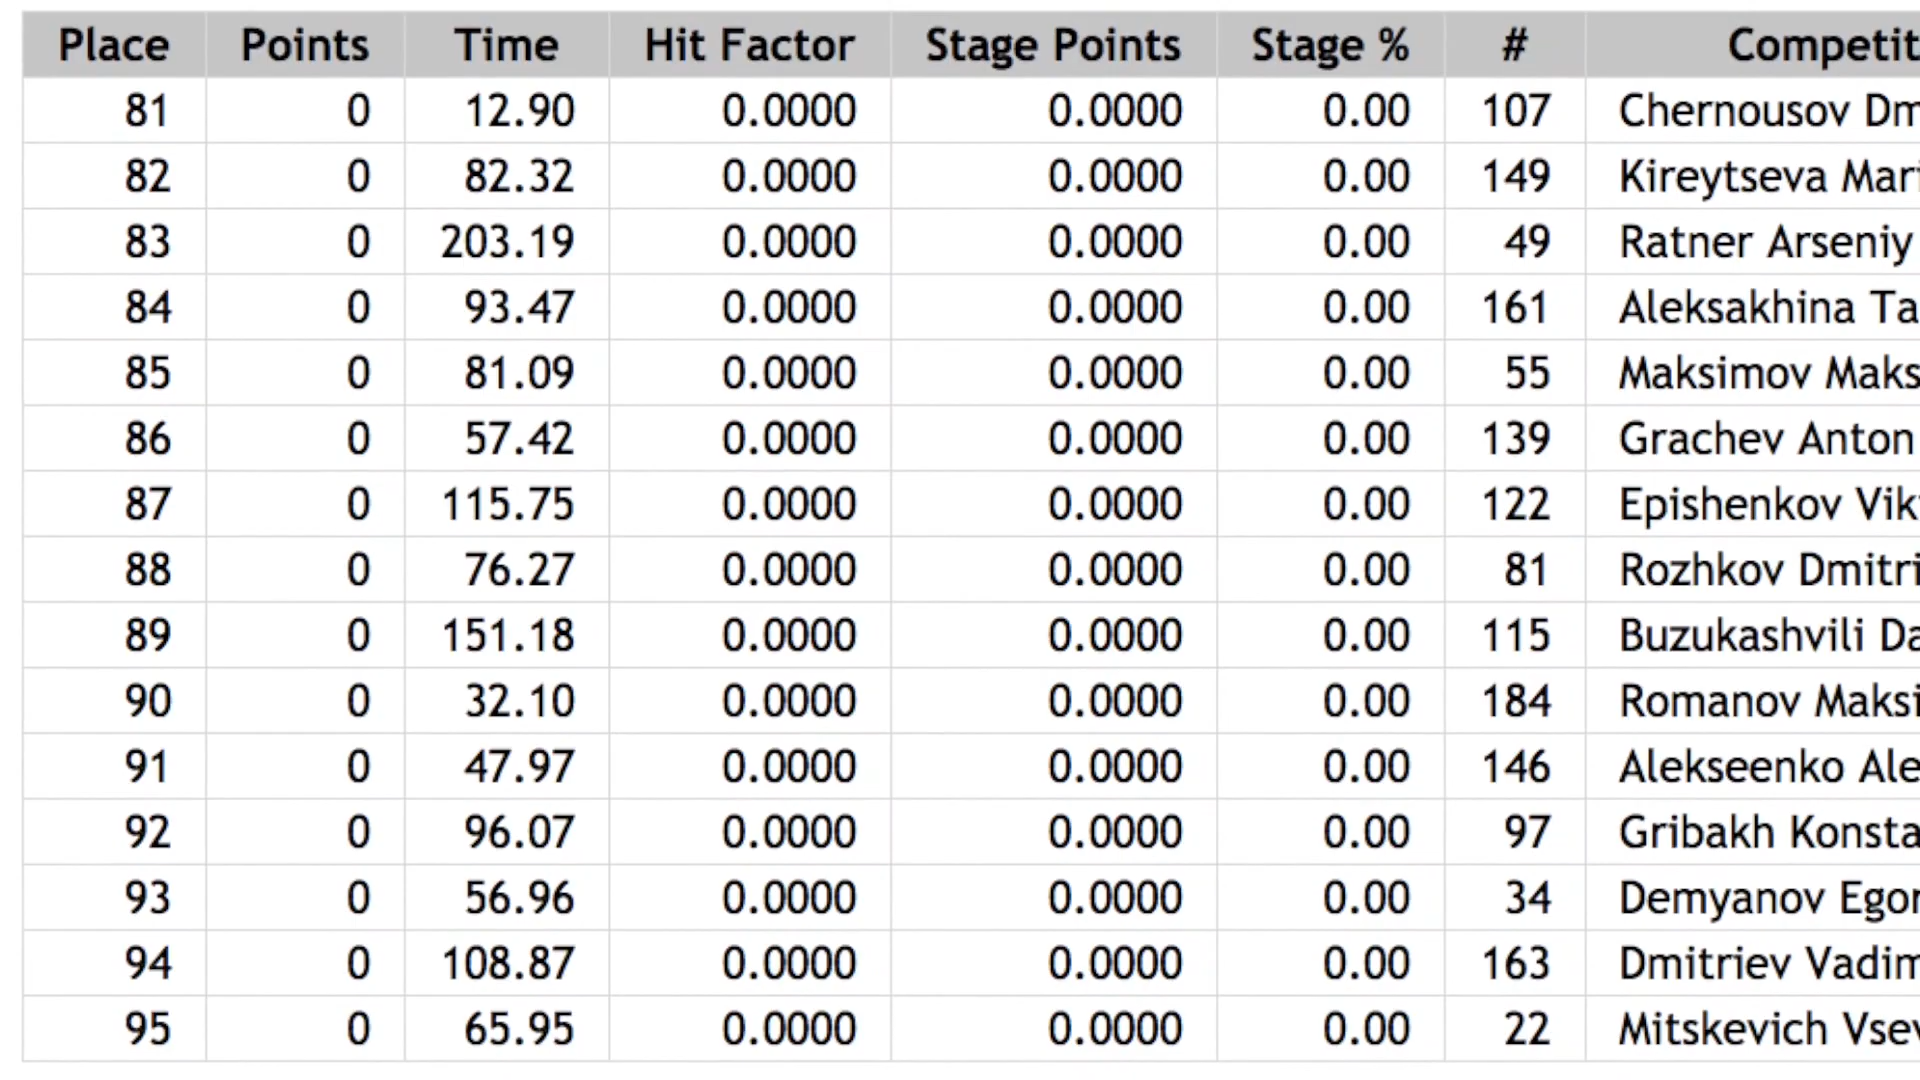 Place Points Time Hit Factor Stage Points Stage % # Competit
81 0 12.90 0.0000 0.0000 0.00 107 Chernousov Dm
82 0 82.32 0.0000 0.0000 0.00 149 Kireytseva Mari
83 0 203.19 0.0000 0.0000 0.00 49 Ratner Arseniy
84 0 93.47 0.0000 0.0000 0.00 161 Aleksakhina Ta
85 0 81.09 0.0000 0.0000 0.00 55 Maksimov Maks
86 0 57.42 0.0000 0.0000 0.00 139 Grachev Anton
87 0 115.75 0.0000 0.0000 0.00 122 Epishenkov Vik
88 0 76.27 0.0000 0.0000 0.00 81 Rozhkov Dmitri
89 0 151.18 0.0000 0.0000 0.00 115 Buzukashvili Da
90 0 32.10 0.0000 0.0000 0.00 184 Romanov Maksi
91 0 47.97 0.0000 0.0000 0.00 146 Alekseenko Ale
92 0 96.07 0.0000 0.0000 0.00 97 Gribakh Konsta
93 0 56.96 0.0000 0.0000 0.00 34 Demyanov Egor
94 0 108.87 0.0000 0.0000 0.00 163 Dmitriev Vadim
95 0 65.95 0.0000 0.0000 0.00 22 Mitskevich Vsev